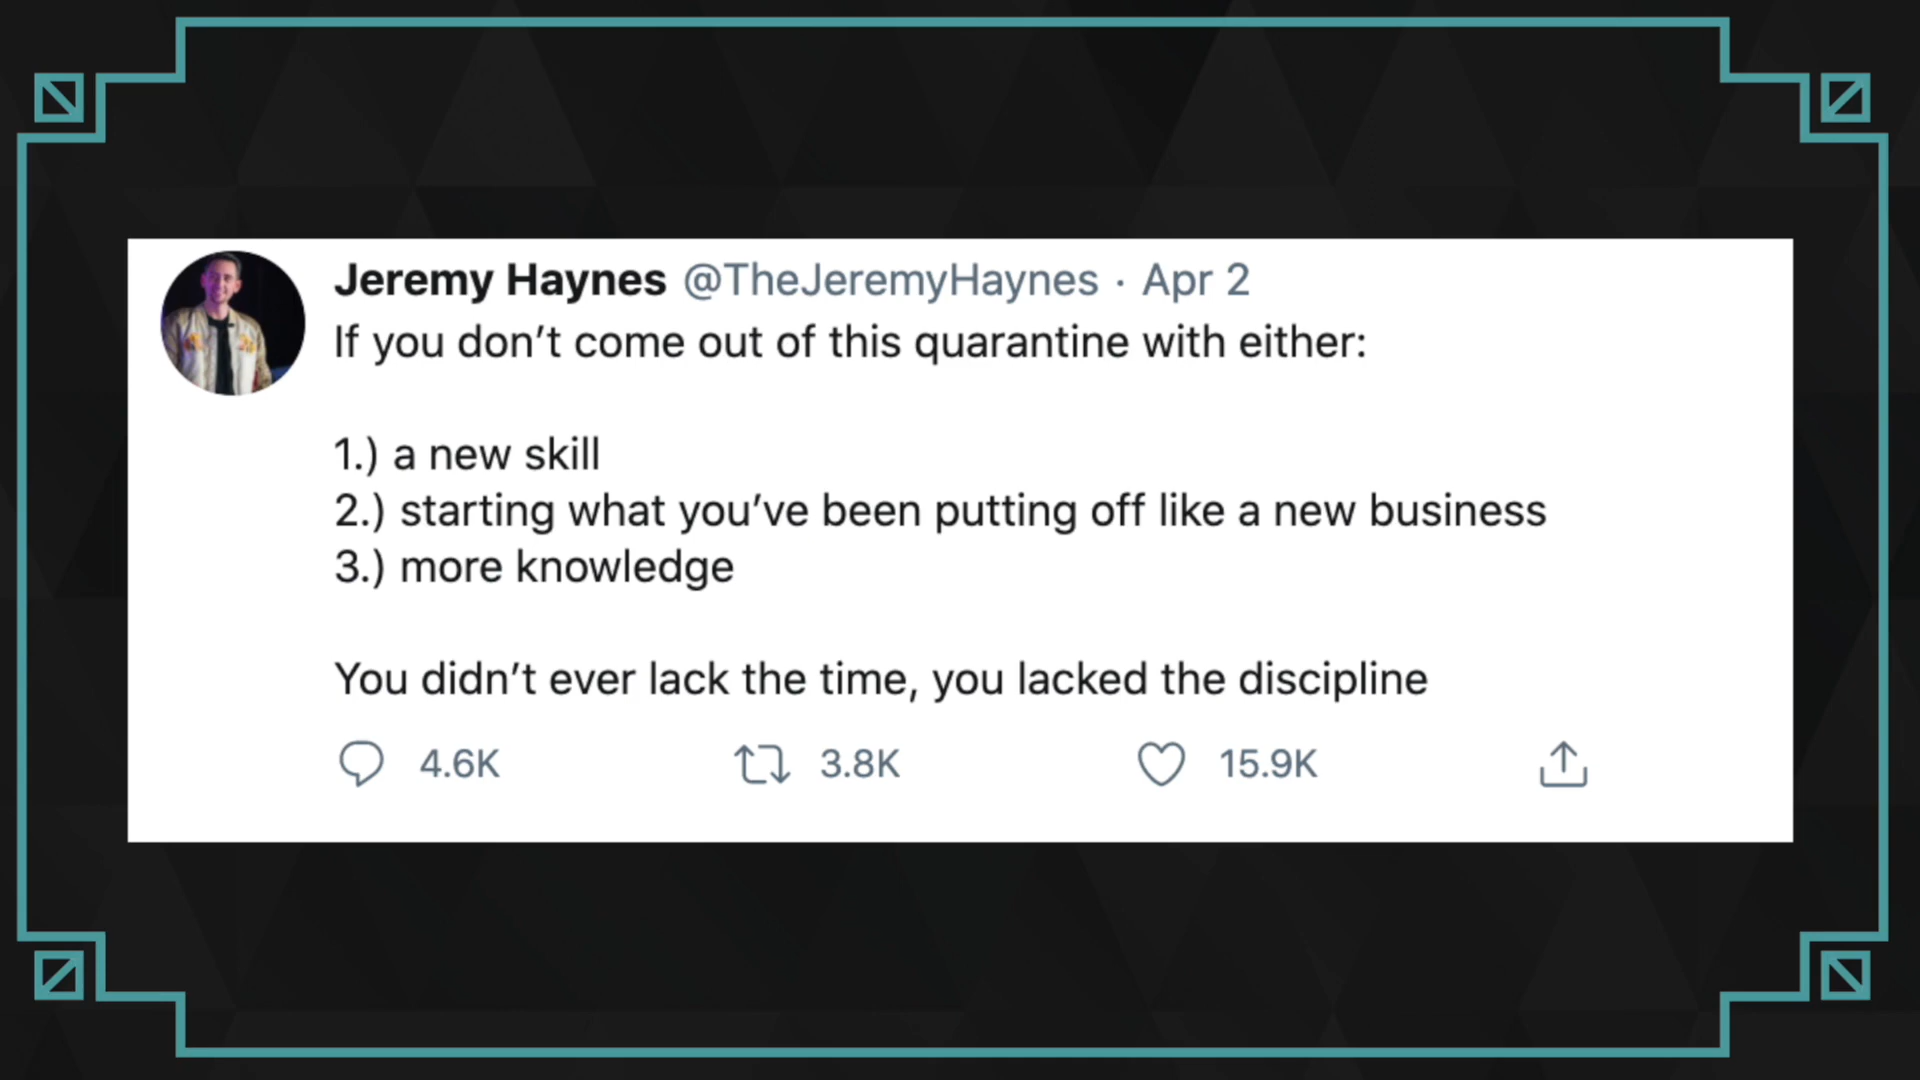 Jeremy Haynes @TheJeremyHaynes · Apr 2
If you don’t come out of this quarantine with either:
1.) a new skill
2.) starting what you’ve been putting off like a new business
3.) more knowledge
You didn’t ever lack the time, you lacked the discipline
4.6K 3.8K 15.9K